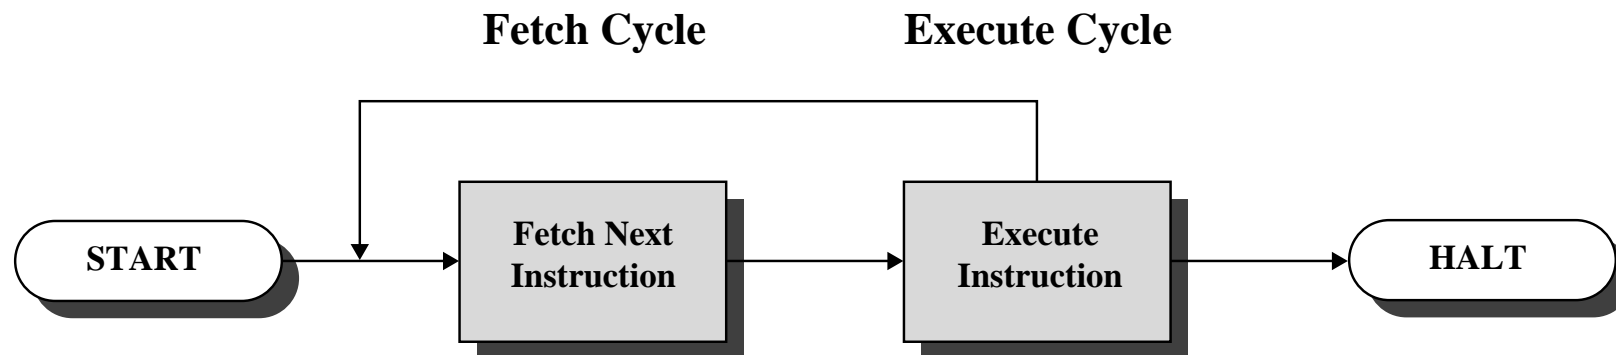 Fetch Cycle
Execute Cycle
START
Fetch Next
Instruction
Execute
Instruction
HALT